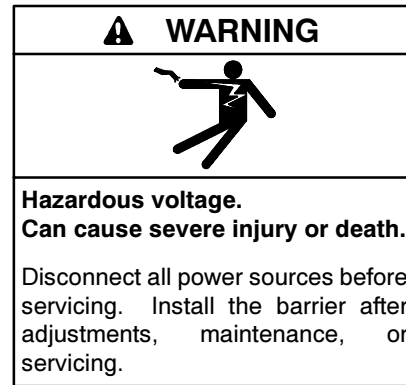 WARNING
Hazardous voltage.
Can cause severe injury or death.
Disconnect all power sources before
servicing. Install the barrier after
adjustments, maintenance, or
servicing.